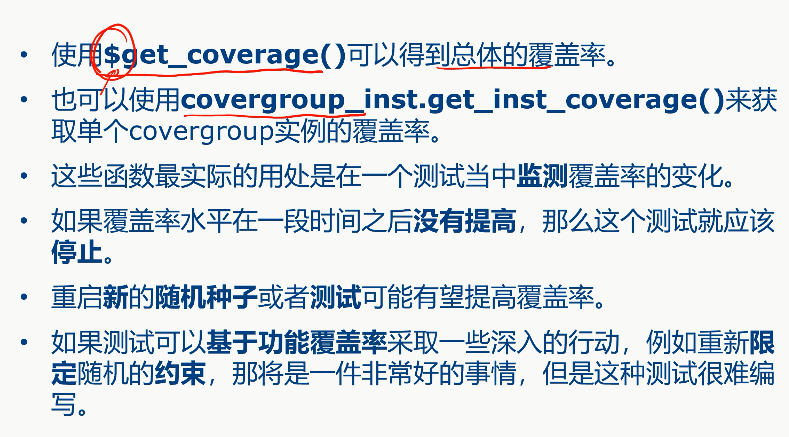 • 使用$get_coverage()可以得到总体的覆盖率。
• 也可以使用covergroup_inst.get_inst_coverage()来获
取单个covergroup实例的覆盖率。
• 这些函数最实际的用处是在一个测试当中监测覆盖率的变化。
• 如果覆盖率水平在一段时间之后没有提高，那么这个测试就应该
停止。
• 重启新的随机种子或者测试可能有望提高覆盖率。
• 如果测试可以基于功能覆盖率采取一些深入的行动，例如重新限
定随机的约束，那将是一件非常好的事情，但是这种测试很难编
写。